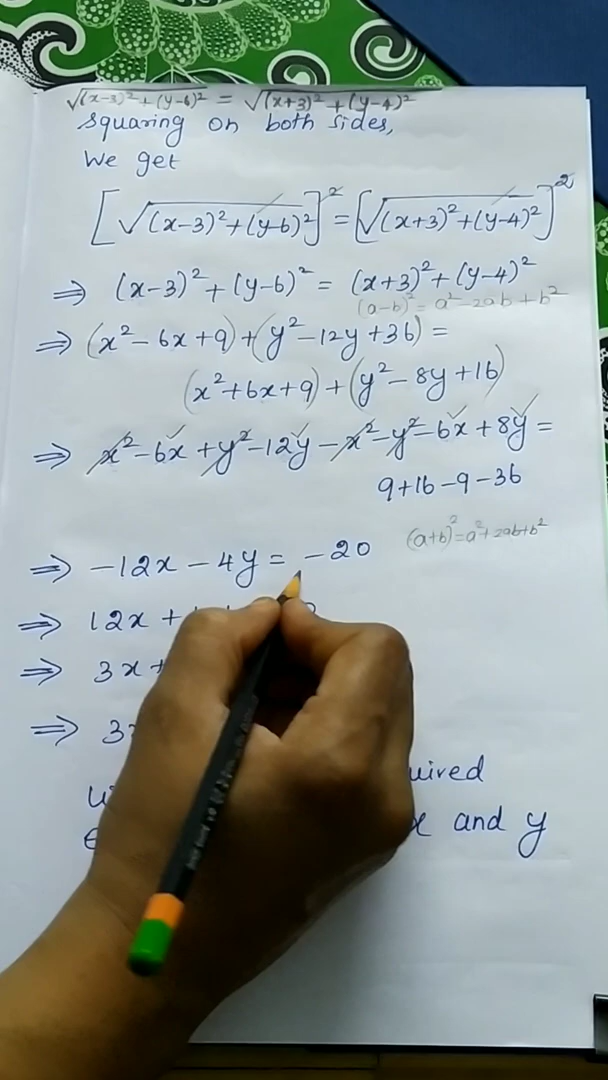 √(x-3)²+(y-6)² = √(x+3)²+(y-4)²
squaring on both sides,
We get
[√(x-3)²+(y-6)²]² = [√(x+3)²+(y-4)²]²
⇒ (x-3)²+(y-6)² = (x+3)²+(y-4)²
(a-b)² = a²-2ab+b²
⇒ (x²-6x+9)+(y²-12y+36) =
(x²+6x+9)+(y²-8y+16)
⇒ x²-6x+y²-12y-x²-y²-6x+8y =
9+16-9-36
(a+b)²=a²+2ab+b²
⇒ -12x-4y = -20
⇒ 12x+
⇒ 3x+
⇒
x and y